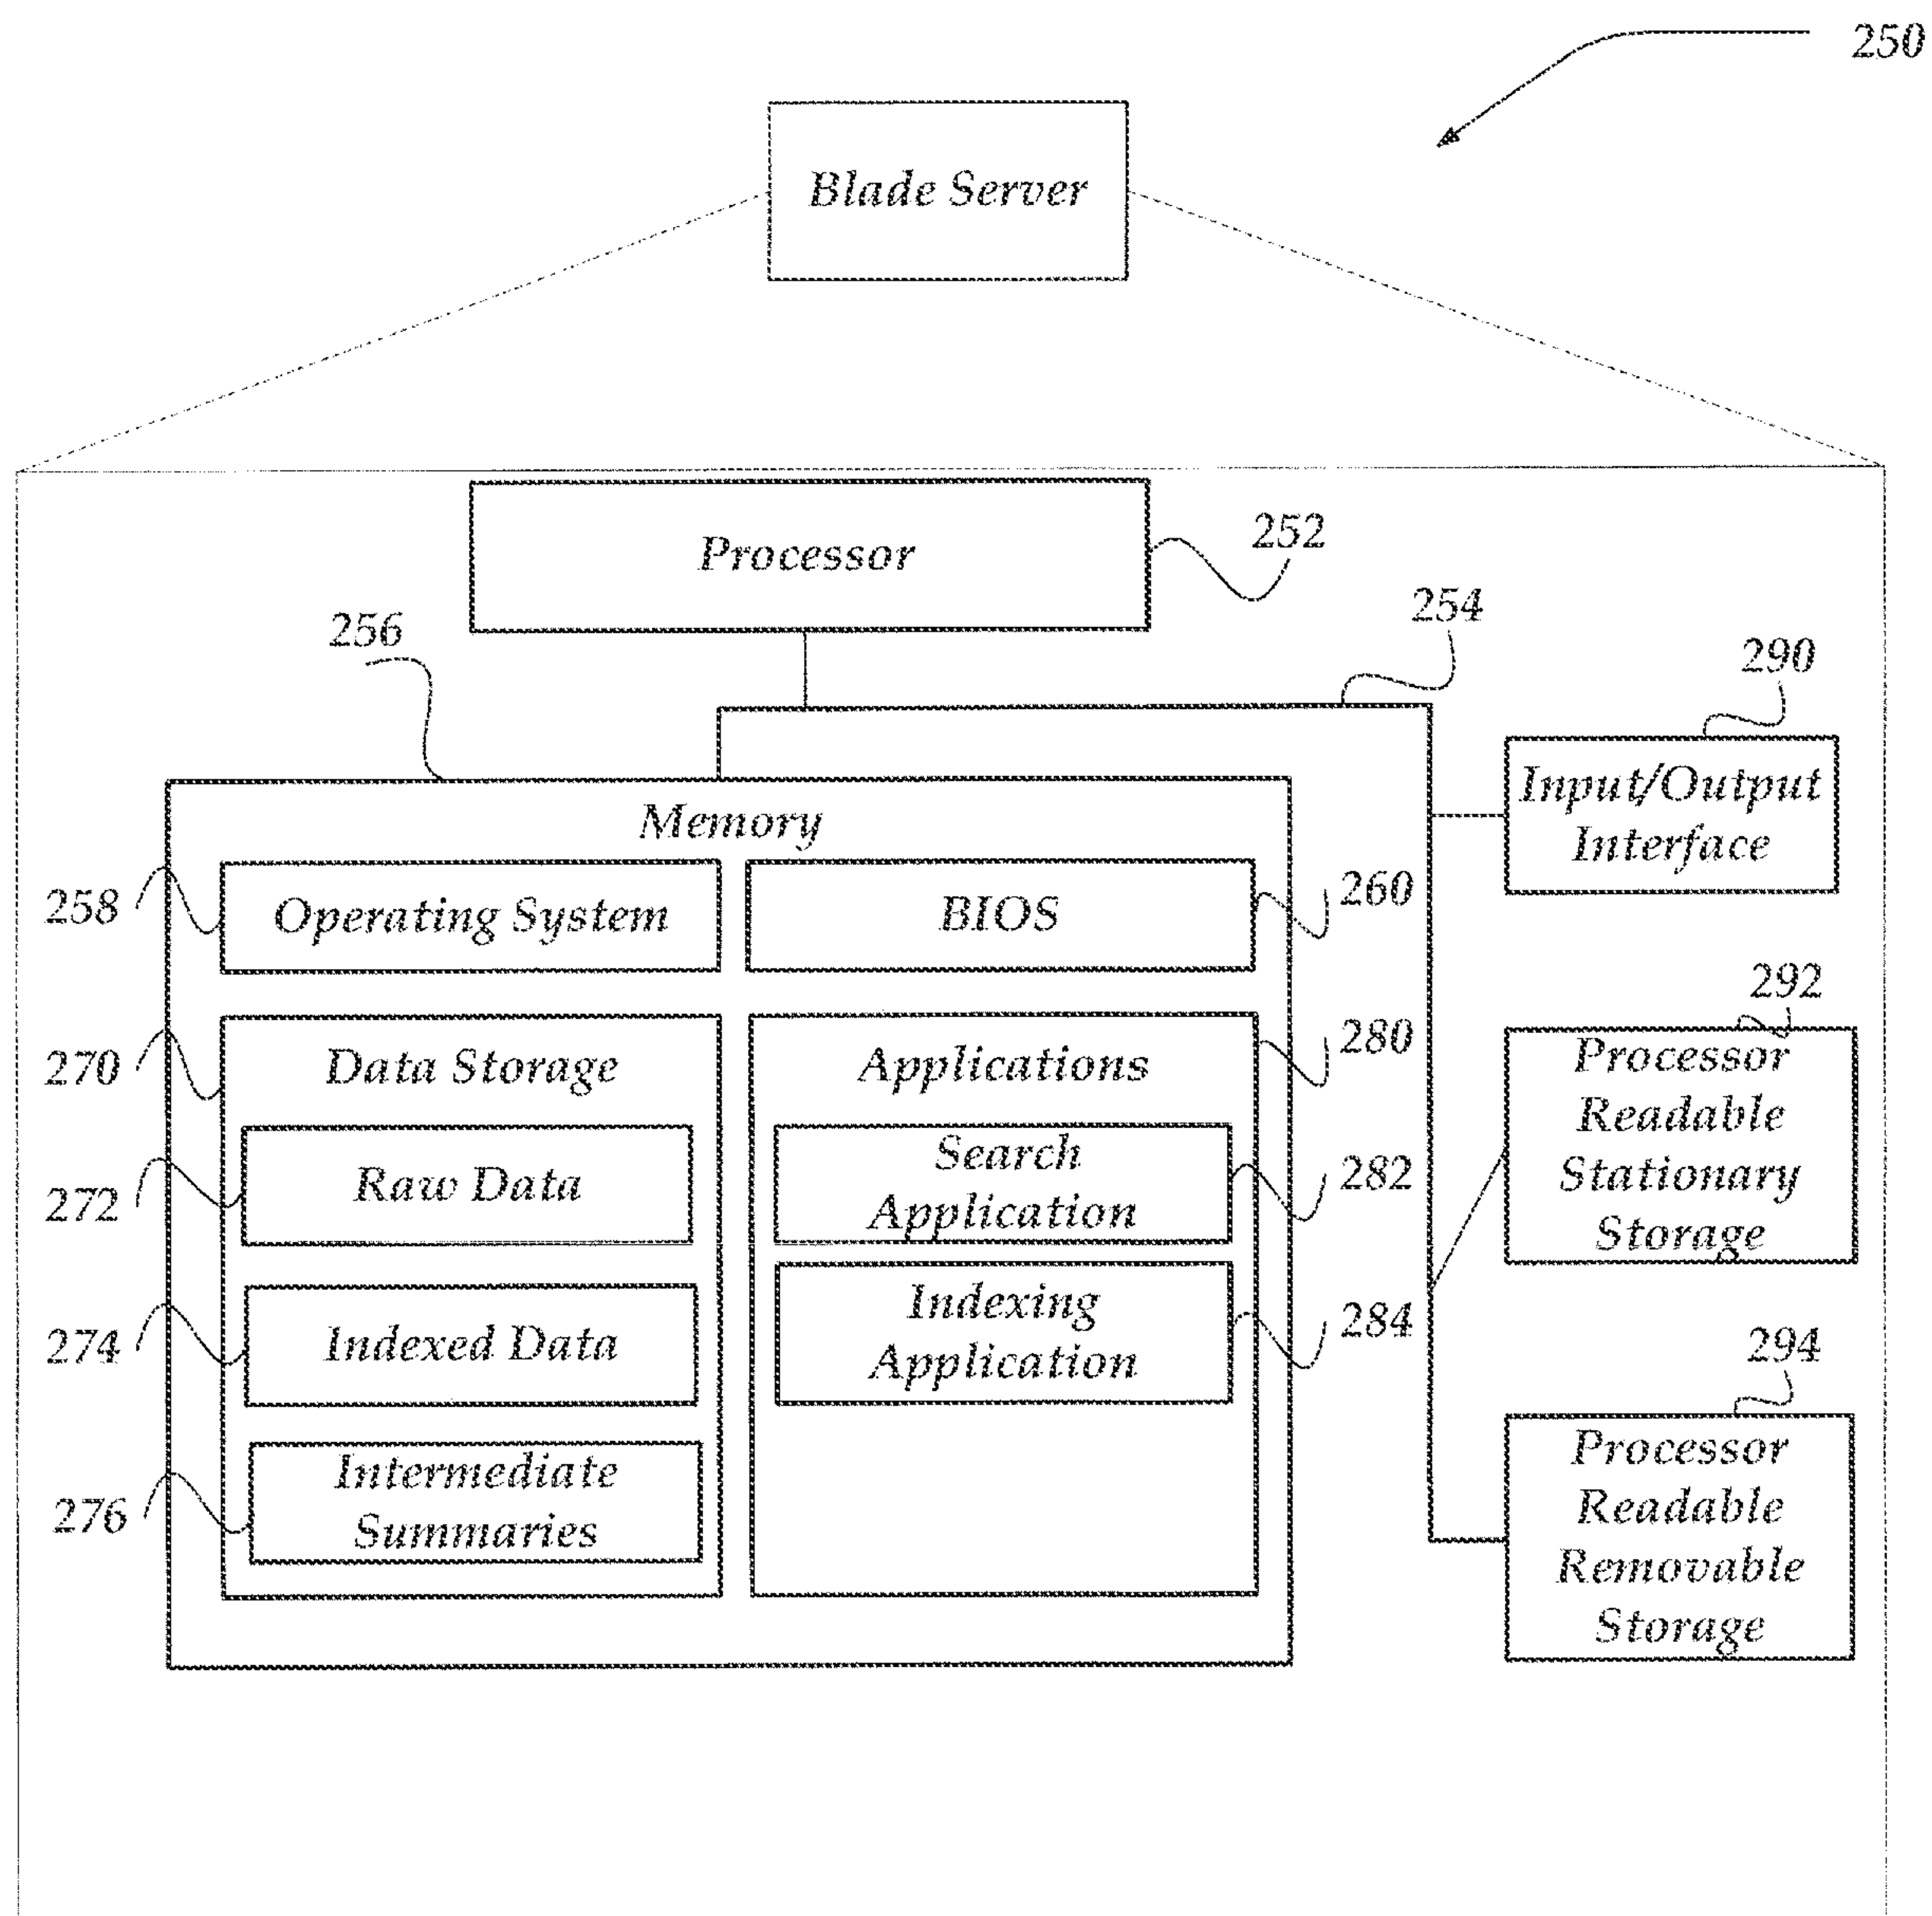 250
Blade Server
Processor
252
254
256
290
Input/Output
Interface
Memory
258
Operating System
BIOS
260
292
Processor
Readable
Stationary
Storage
270
Data Storage
Applications
280
272
Raw Data
Search
Application
282
274
Indexed Data
Indexing
Application
284
294
Processor
Readable
Removable
Storage
276
Intermediate
Summaries